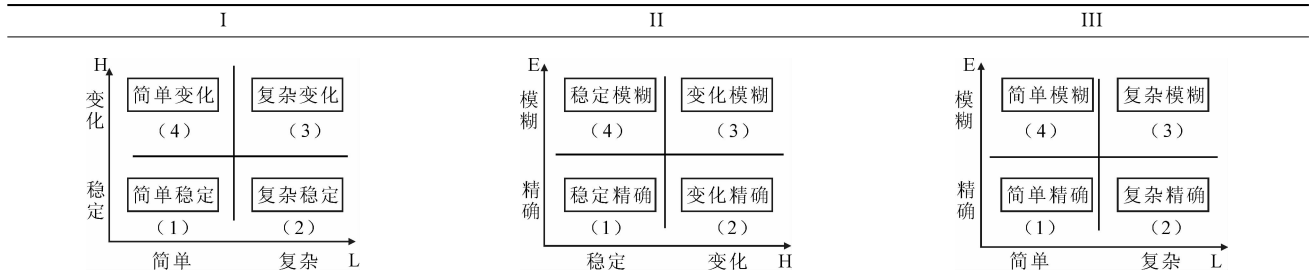 I II III
H E E
变化 简单变化 复杂变化 模糊 稳定模糊 变化模糊 模糊 简单模糊 复杂模糊
(4) (3) (4) (3) (4) (3)
稳定 简单稳定 复杂稳定 精确 稳定精确 变化精确 精确 简单精确 复杂精确
(1) (2) (1) (2) (1) (2)
简单 复杂 L 稳定 变化 H 简单 复杂 L